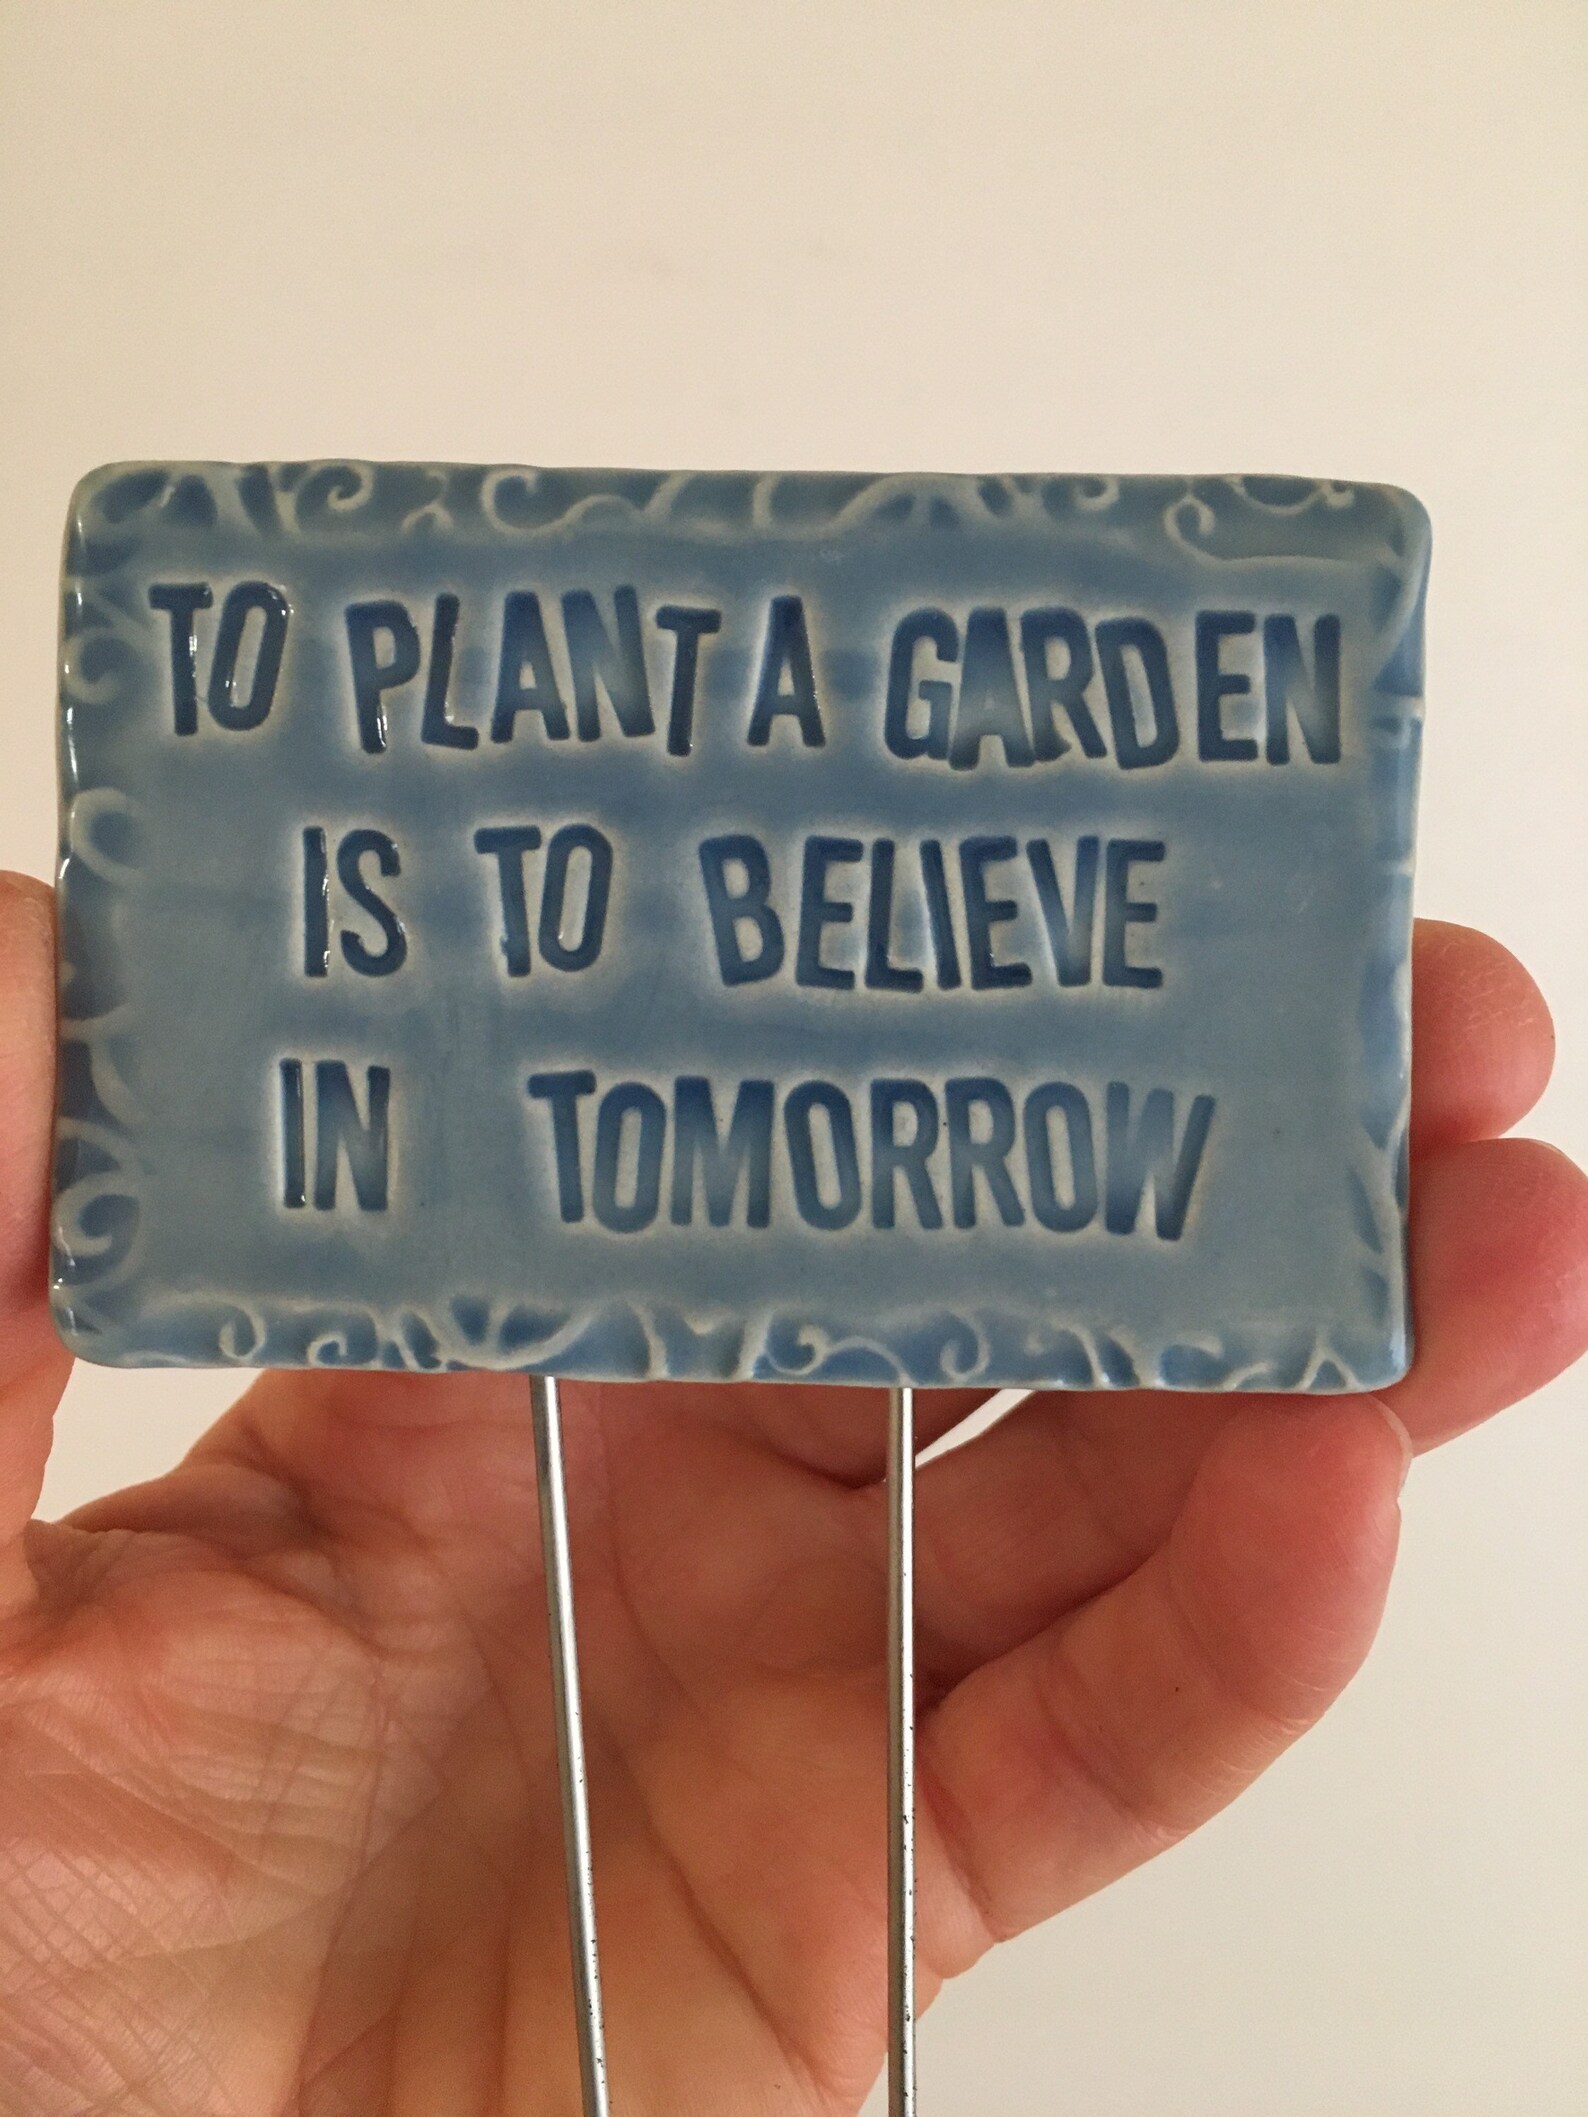 TO PLANT A GARDEN
IS TO BELIEVE
IN TOMORROW